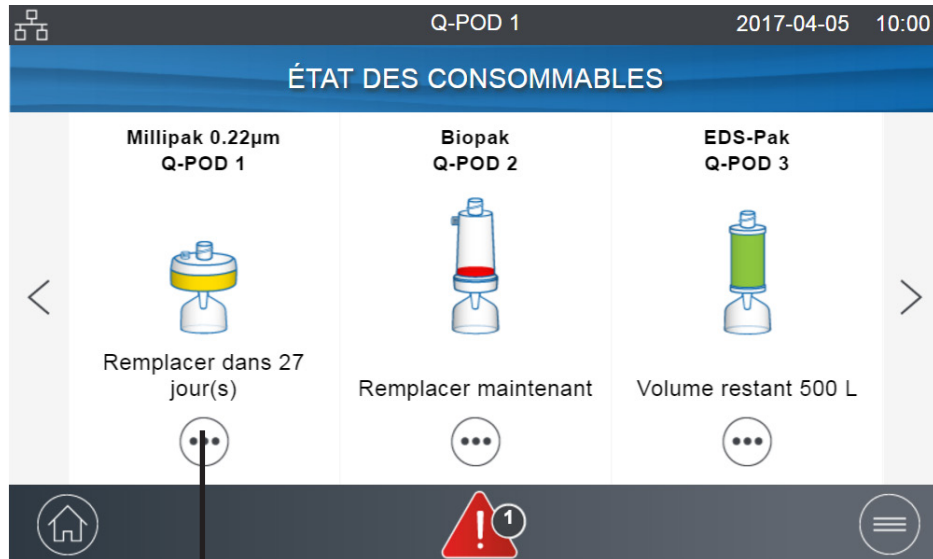 Q-POD 1
2017-04-05 10:00
ÉTAT DES CONSOMMABLES
Millipak 0.22µm
Q-POD 1
Biopak
Q-POD 2
EDS-Pak
Q-POD 3
Remplacer dans 27
jour(s)
Remplacer maintenant
Volume restant 500 L
1